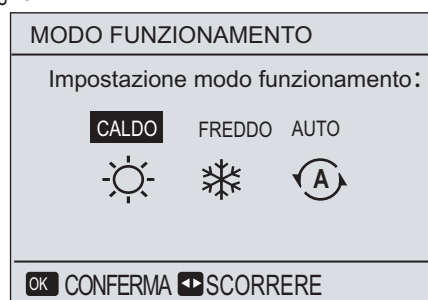 MODO FUNZIONAMENTO
Impostazione modo funzionamento:
CALDO FREDDO AUTO
A
OK CONFERMA SCORRERE